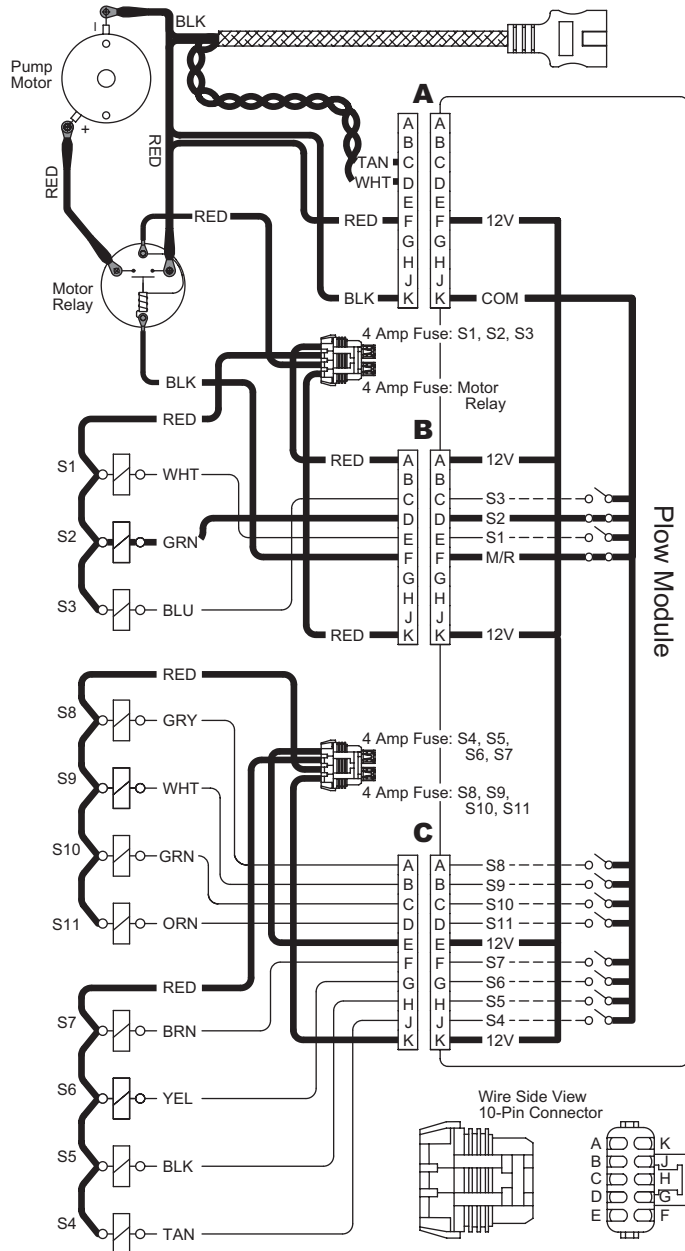 BLK
Pump
Motor
–
+
RED
RED
A
A A
B B
TAN C C
WHT D D
E E
RED F F 12V
G G
H H
J J
BLK K K COM
RED
Motor
Relay
BLK
4 Amp Fuse: S1, S2, S3
4 Amp Fuse: Motor
Relay
RED
B
RED A A 12V
B B
C C S3
D D S2
E E S1
F F M/R
G G
H H
J J
RED K K 12V
S1 WHT
S2 GRN
S3 BLU
Plow Module
RED
4 Amp Fuse: S4, S5,
S6, S7
4 Amp Fuse: S8, S9,
S10, S11
S8 GRY
S9 WHT
S10 GRN
S11 ORN
C
A A S8
B B S9
C C S10
D D S11
E E 12V
F F S7
G G S6
H H S5
J J S4
K K 12V
RED
S7 BRN
S6 YEL
S5 BLK
S4 TAN
Wire Side View
10-Pin Connector
A K
B J
C H
D G
E F